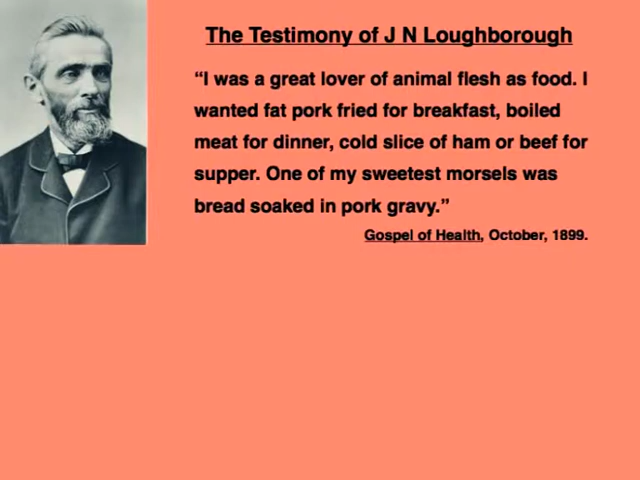 The Testimony of J N Loughborough
“I was a great lover of animal flesh as food. I
wanted fat pork fried for breakfast, boiled
meat for dinner, cold slice of ham or beef for
supper. One of my sweetest morsels was
bread soaked in pork gravy.”
Gospel of Health, October, 1899.